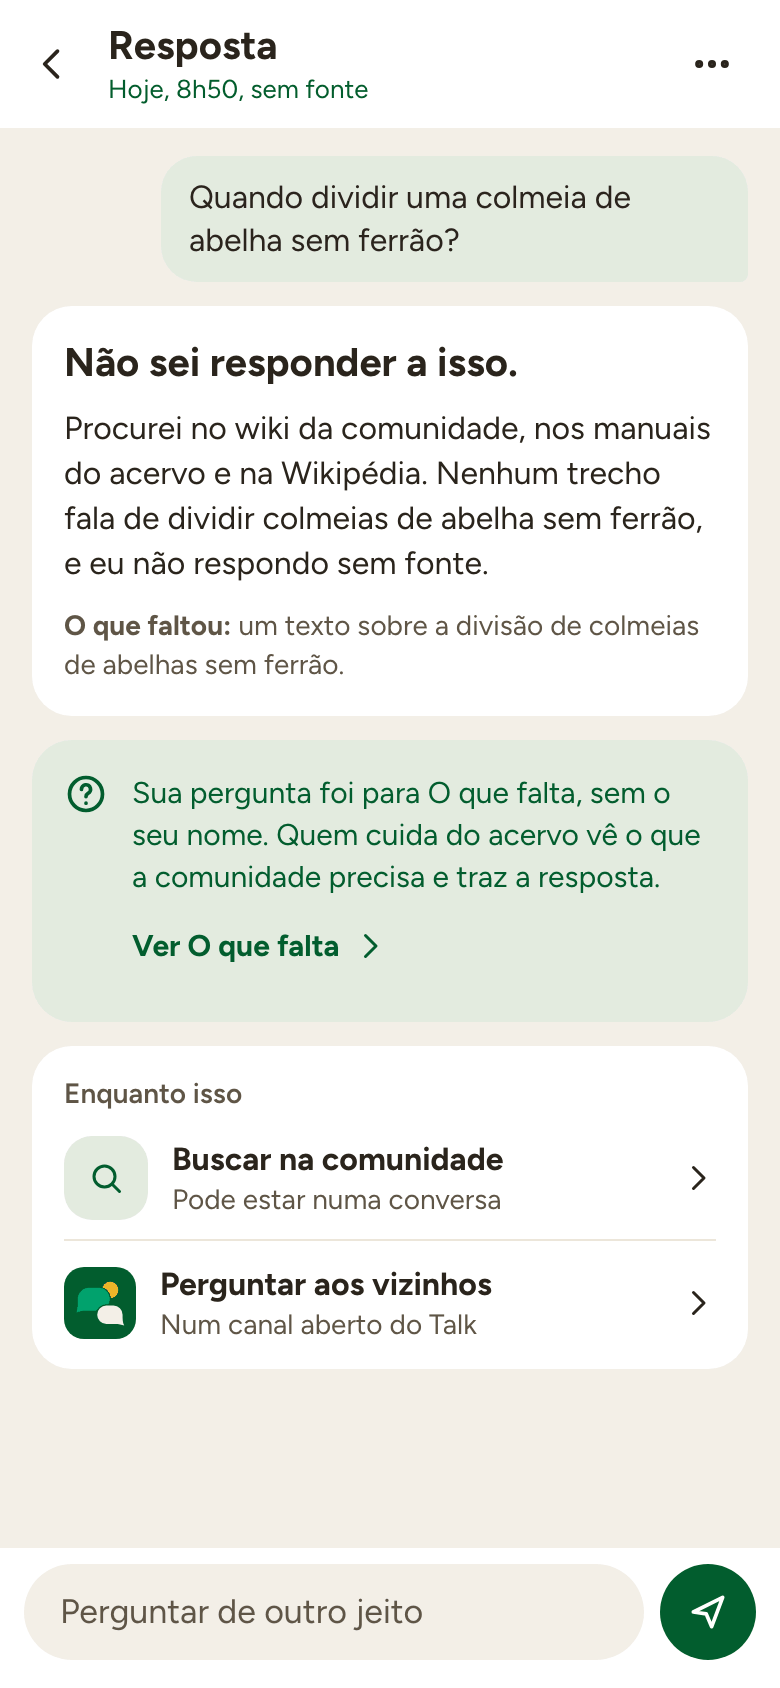 Resposta
Hoje, 8h50, sem fonte
Quando dividir uma colmeia de
abelha sem ferrão?
Não sei responder a isso.
Procurei no wiki da comunidade, nos manuais
do acervo e na Wikipédia. Nenhum trecho
fala de dividir colmeias de abelha sem ferrão,
e eu não respondo sem fonte.
O que faltou: um texto sobre a divisão de colmeias
de abelhas sem ferrão.
Sua pergunta foi para O que falta, sem o
seu nome. Quem cuida do acervo vê o que
a comunidade precisa e traz a resposta.
Ver O que falta
Enquanto isso
Buscar na comunidade
Pode estar numa conversa
Perguntar aos vizinhos
Num canal aberto do Talk
Perguntar de outro jeito